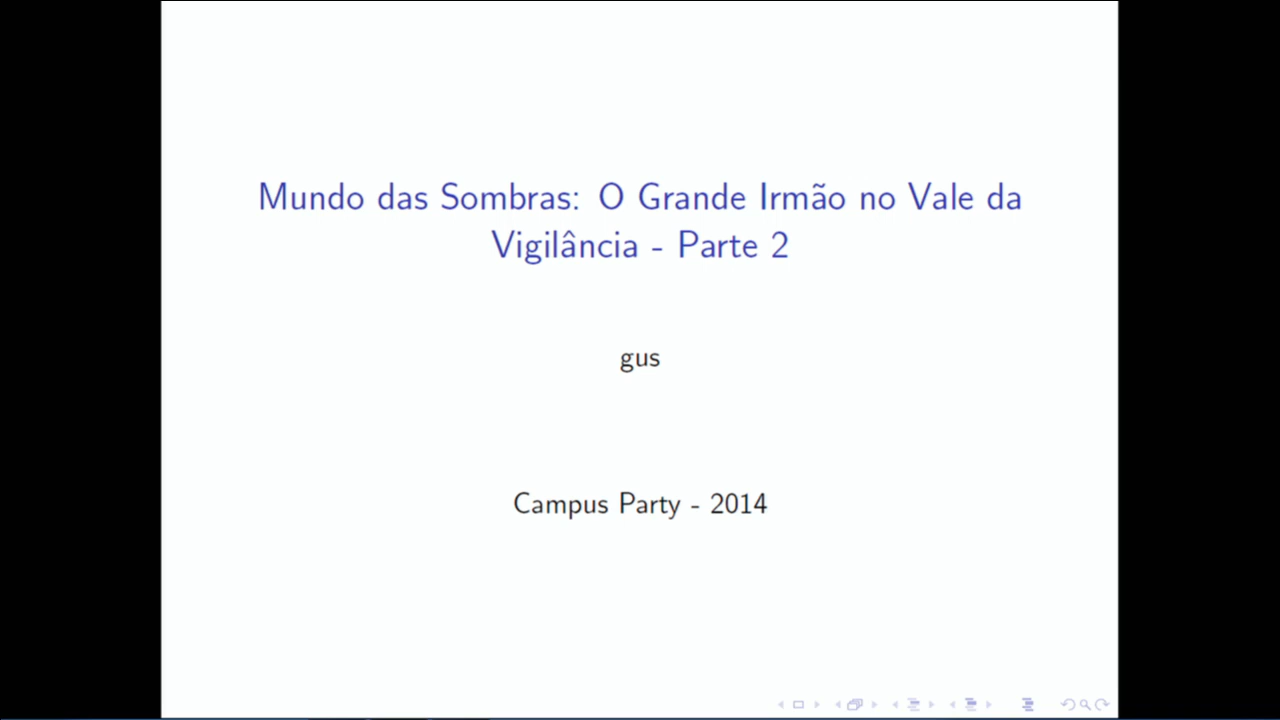 Mundo das Sombras: O Grande Irmão no Vale da
Vigilância - Parte 2
gus
Campus Party - 2014